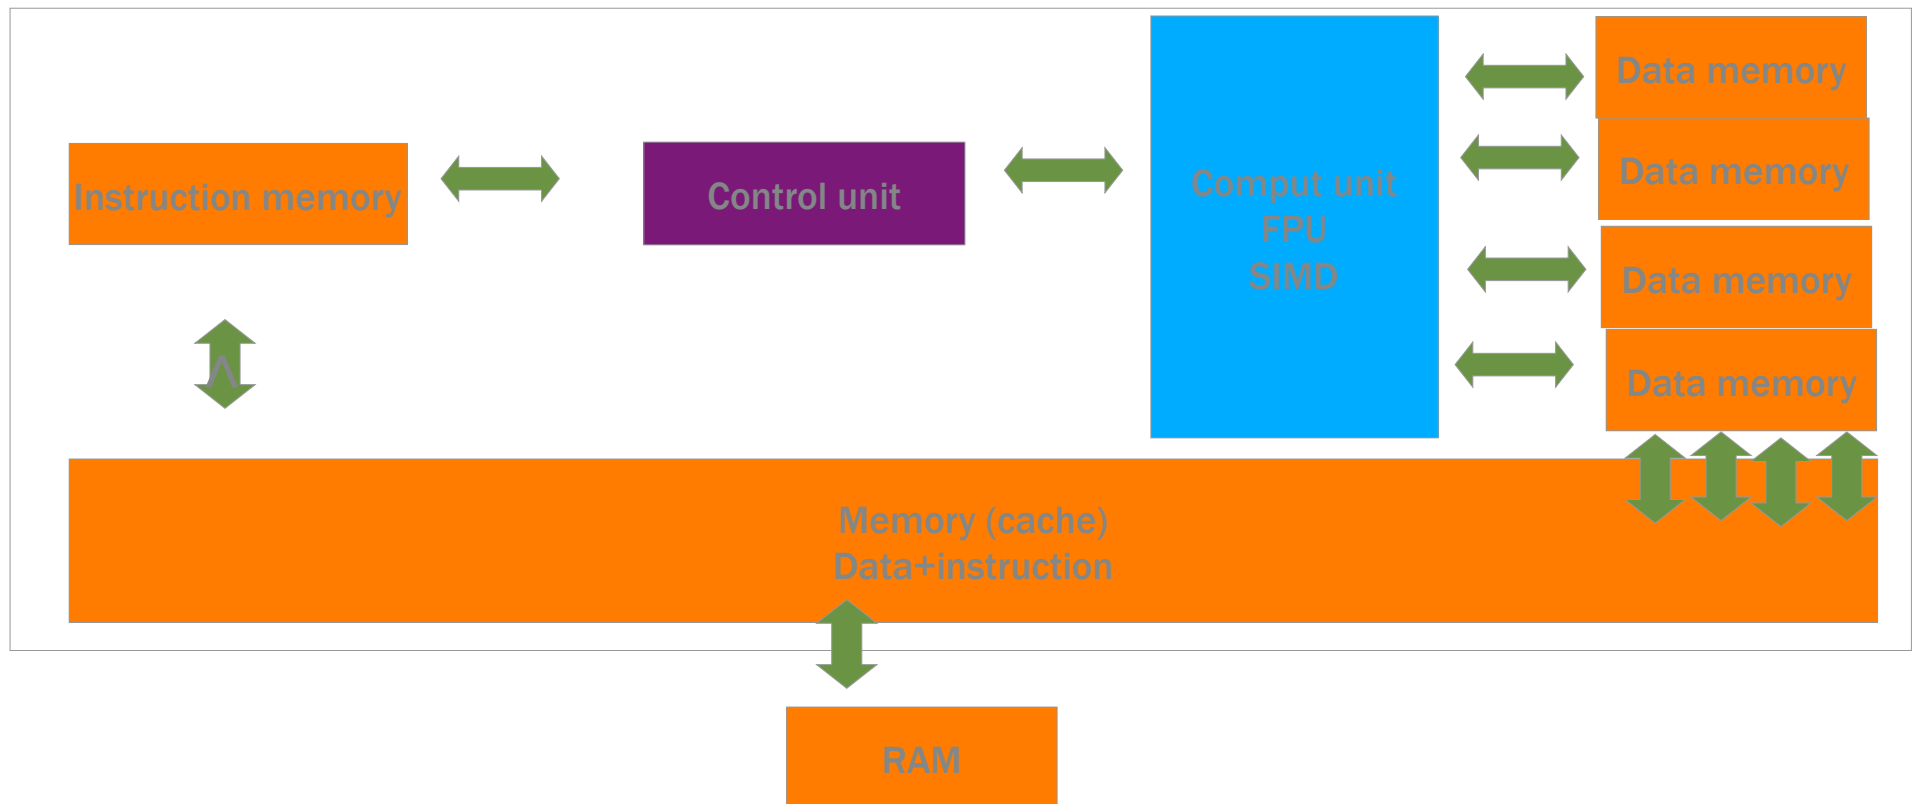 Data memory
Data memory
Instruction memory
Control unit
Comput unit
FPU
SIMD
Data memory
Data memory
Memory (cache)
Data+instruction
RAM